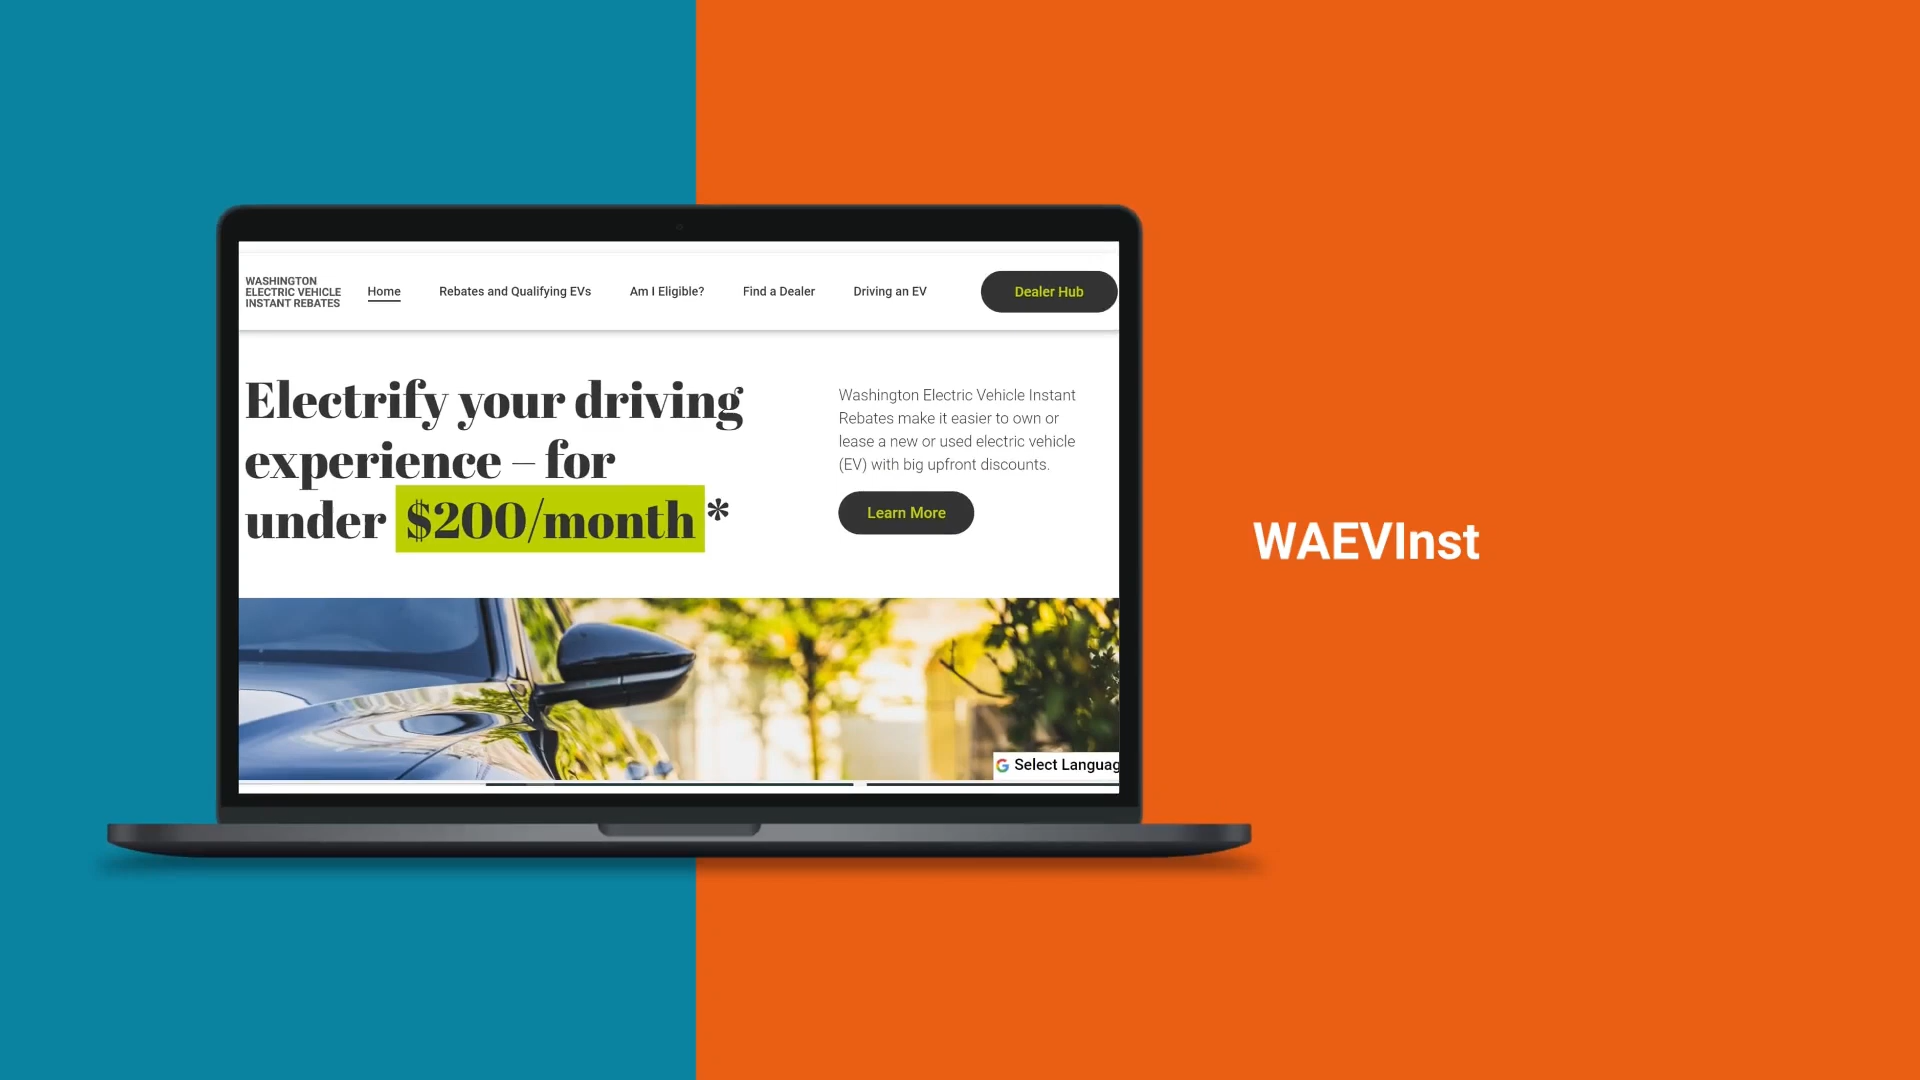 WASHINGTON
ELECTRIC VEHICLE
INSTANT REBATES
Home
Rebates and Qualifying EVs
Am I Eligible?
Find a Dealer
Driving an EV
Dealer Hub
Electrify your driving
experience – for
under $200/month*
Washington Electric Vehicle Instant
Rebates make it easier to own or
lease a new or used electric vehicle
(EV) with big upfront discounts.
Learn More
Select Languag
WAEVInst